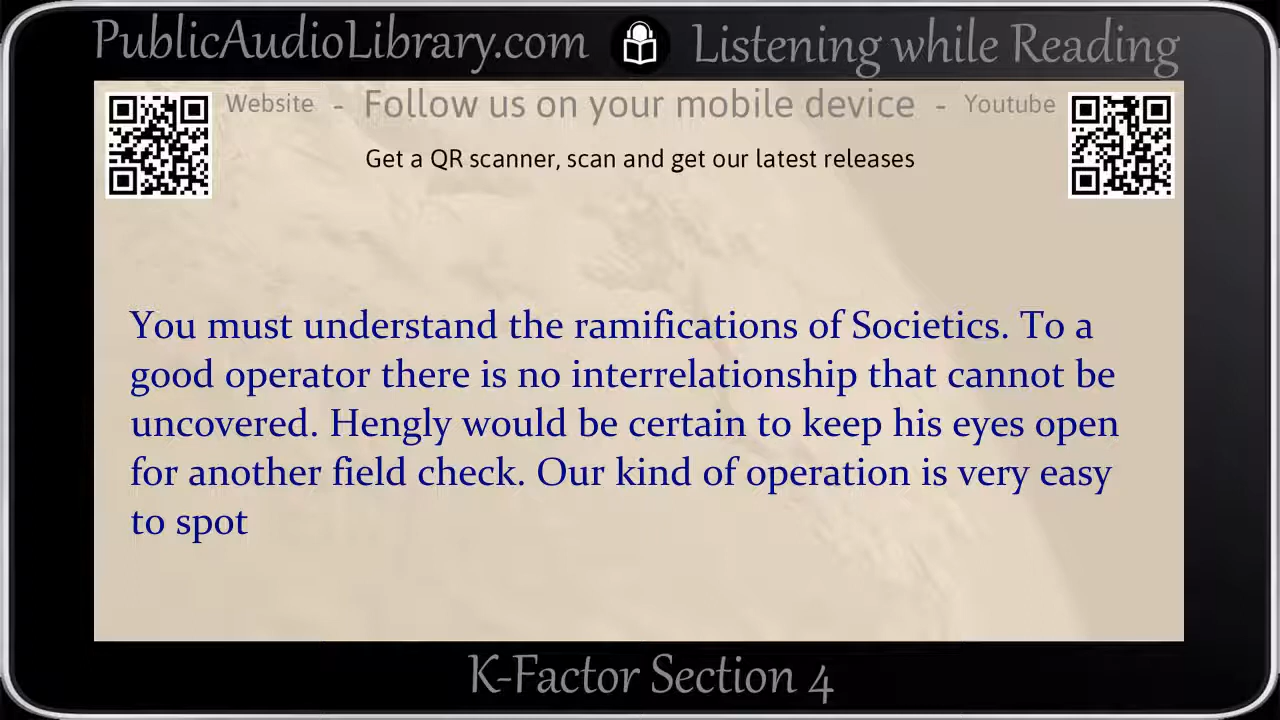 PublicAudioLibrary.com Listening while Reading
Website - Follow us on your mobile device - Youtube
Get a QR scanner, scan and get our latest releases
You must understand the ramifications of Societics. To a
good operator there is no interrelationship that cannot be
uncovered. Hengly would be certain to keep his eyes open
for another field check. Our kind of operation is very easy
to spot
K-Factor Section 4